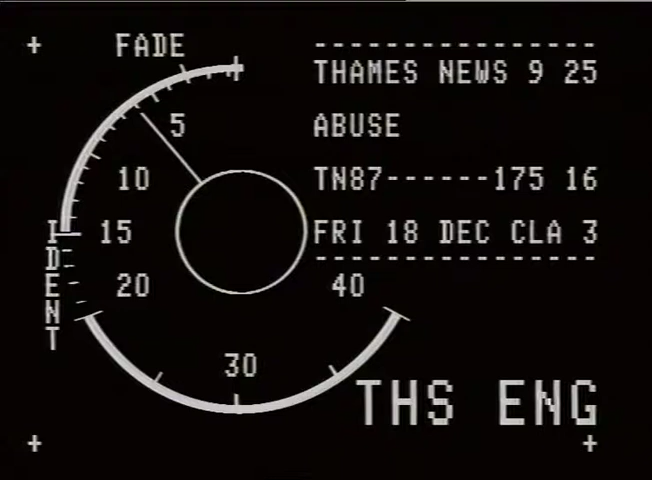 FADE
THAMES NEWS 9 25
ABUSE
TN87------175 16
FRI 18 DEC CLA 3
5
10
15
20
30
40
IDENT
THS ENG